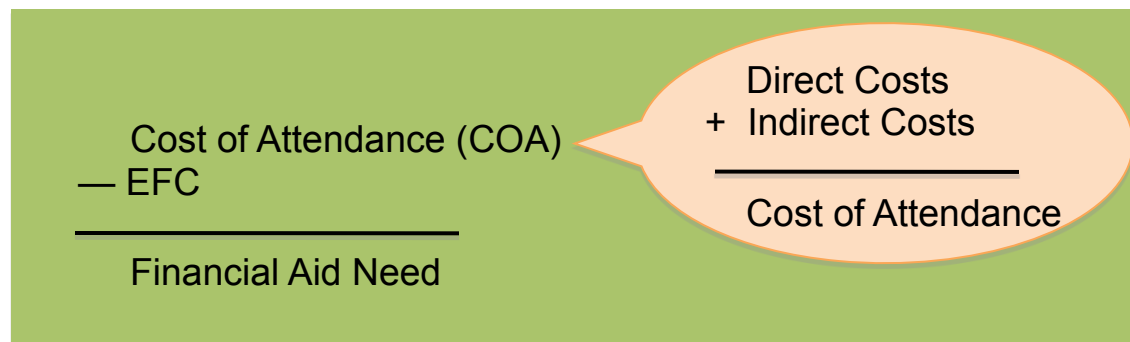 Cost of Attendance (COA)
— EFC
Financial Aid Need
Direct Costs
+ Indirect Costs
Cost of Attendance